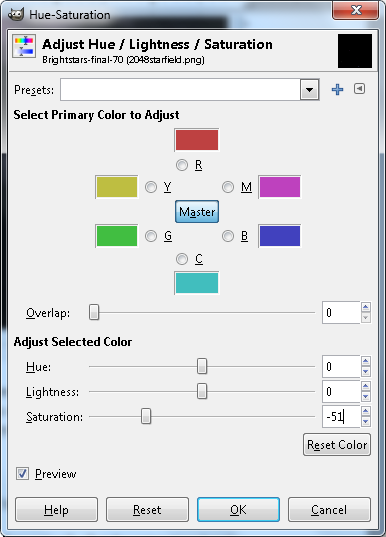 Hue-Saturation
Adjust Hue / Lightness / Saturation
Brightstars-final-70 (2048starfield.png)
Presets:
Select Primary Color to Adjust
R
Y M
Master
G B
C
Overlap: 0
Adjust Selected Color
Hue: 0
Lightness: 0
Saturation: -51
Reset Color
Preview
Help Reset OK Cancel